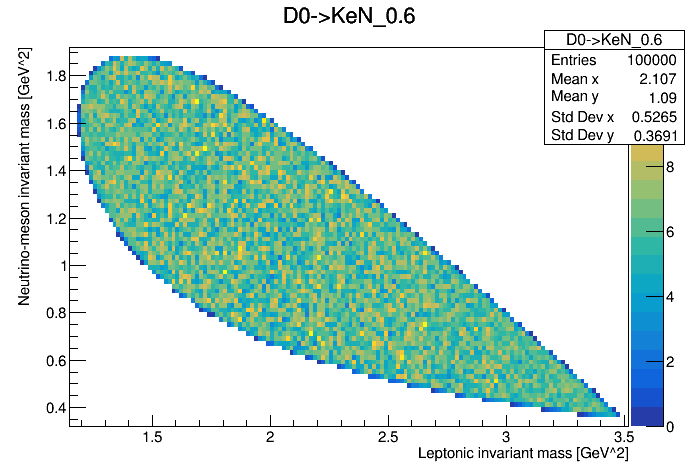 D0->KeN_0.6
D0->KeN_0.6
Entries 100000
Mean x 2.107
Mean y 1.09
Std Dev x 0.5265
Std Dev y 0.3691
Neutrino-meson invariant mass [GeV^2]
1.8
1.6
1.4
1.2
1
0.8
0.6
0.4
8
6
4
2
0
1.5 2 2.5 3 3.5
Leptonic invariant mass [GeV^2]